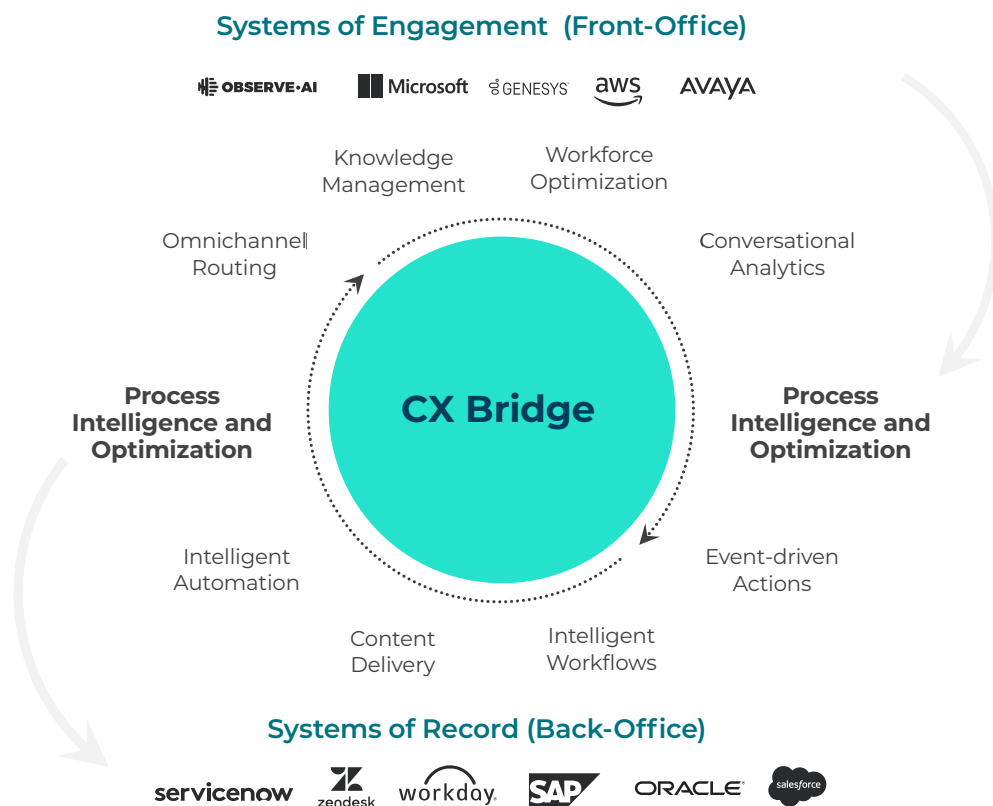 Systems of Engagement (Front-Office)
OBSERVE•AI
Microsoft
GENESYS
aws
AVAYA
Knowledge
Management
Workforce
Optimization
Omnichannel
Routing
Conversational
Analytics
CX Bridge
Process
Intelligence and
Optimization
Process
Intelligence and
Optimization
Intelligent
Automation
Event-driven
Actions
Content
Delivery
Intelligent
Workflows
Systems of Record (Back-Office)
servicenow
zendesk
workday.
SAP
ORACLE
salesforce